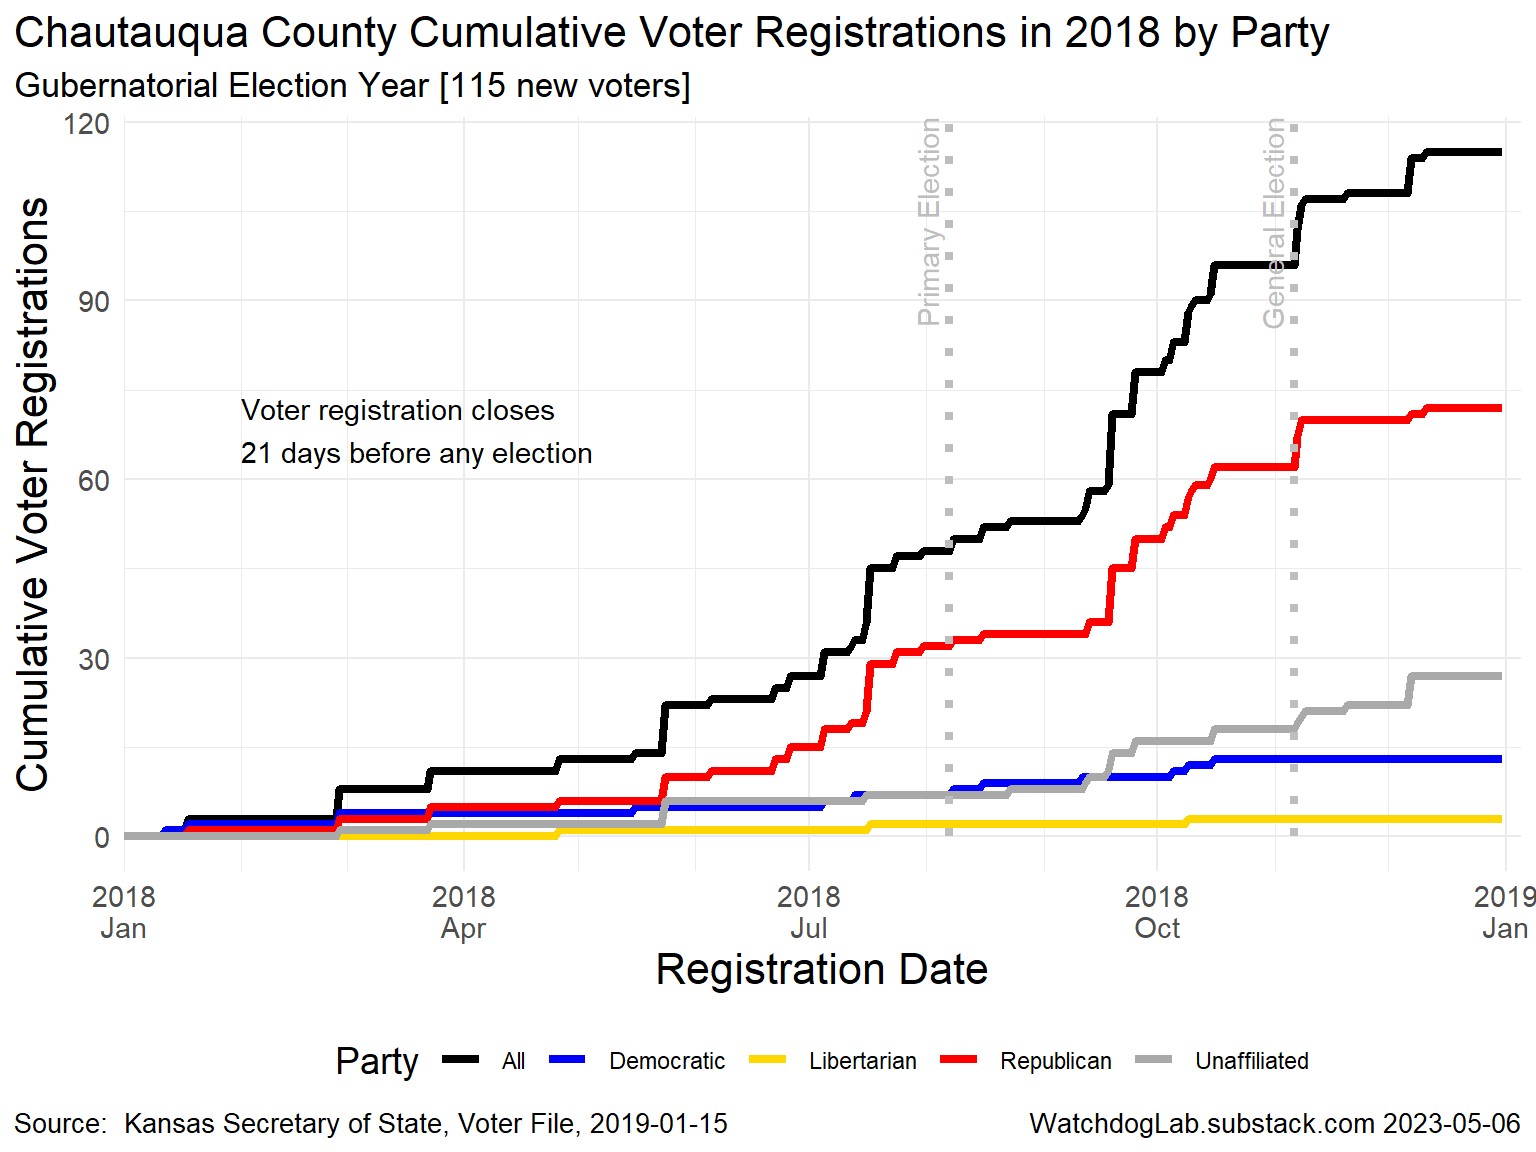 Chautauqua County Cumulative Voter Registrations in 2018 by Party
Gubernatorial Election Year [115 new voters]
Cumulative Voter Registrations
120
90
60
30
0
Primary Election
General Election
Voter registration closes
21 days before any election
2018
Jan
2018
Apr
2018
Jul
2018
Oct
2019
Jan
Registration Date
Party All Democratic Libertarian Republican Unaffiliated
Source:  Kansas Secretary of State, Voter File, 2019-01-15
WatchdogLab.substack.com 2023-05-06